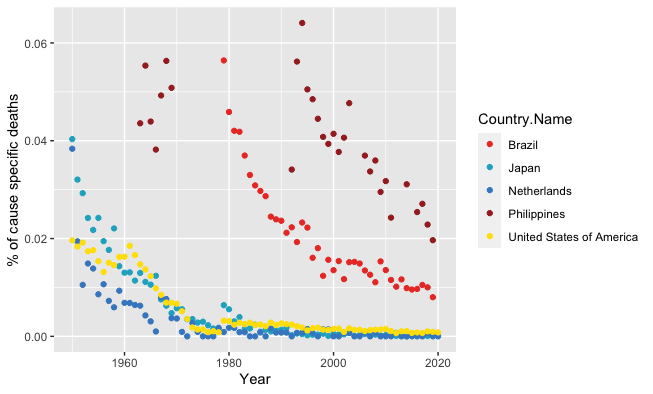 0.06
0.04
0.02
0.00
% of cause specific deaths
1960
1980
2000
2020
Year
Country.Name
Brazil
Japan
Netherlands
Philippines
United States of America